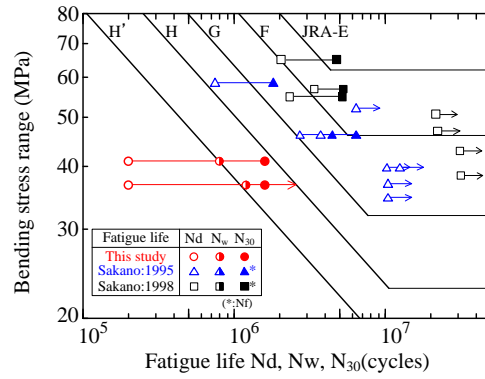 80
70
60
50
40
30
20
Bending stress range (MPa)
H' H G F JRA-E
Fatigue life Nd Nw N30
This study
Sakano:1995 *
Sakano:1998 *
(*:Nf)
10^5 10^6 10^7
Fatigue life Nd, Nw, N30(cycles)